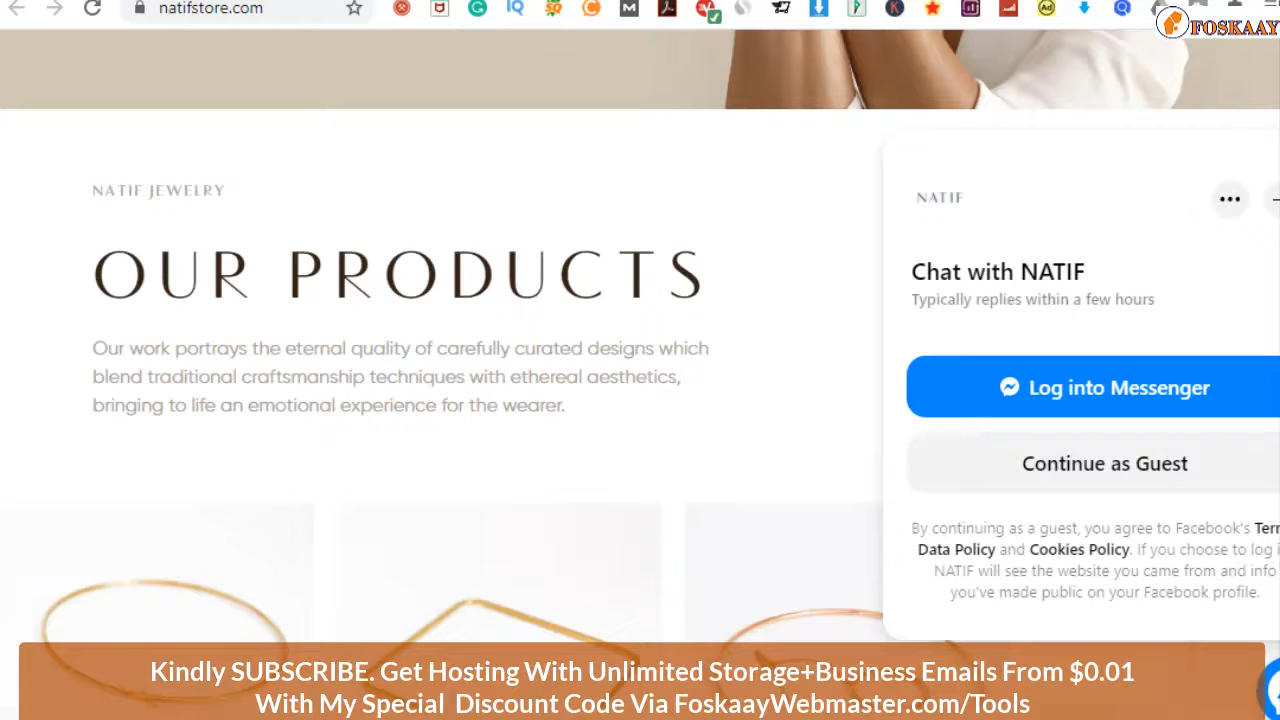 natifstore.com
FOSKAAY
NATIF JEWELRY
OUR PRODUCTS
Our work portrays the eternal quality of carefully curated designs which
blend traditional craftsmanship techniques with ethereal aesthetics,
bringing to life an emotional experience for the wearer.
NATIF
Chat with NATIF
Typically replies within a few hours
Log into Messenger
Continue as Guest
By continuing as a guest, you agree to Facebook's
Data Policy and Cookies Policy. If you choose to log
NATIF will see the website you came from and info
you've made public on your Facebook profile.
Kindly SUBSCRIBE. Get Hosting With Unlimited Storage+Business Emails From $0.01
With My Special Discount Code Via FoskaayWebmaster.com/Tools